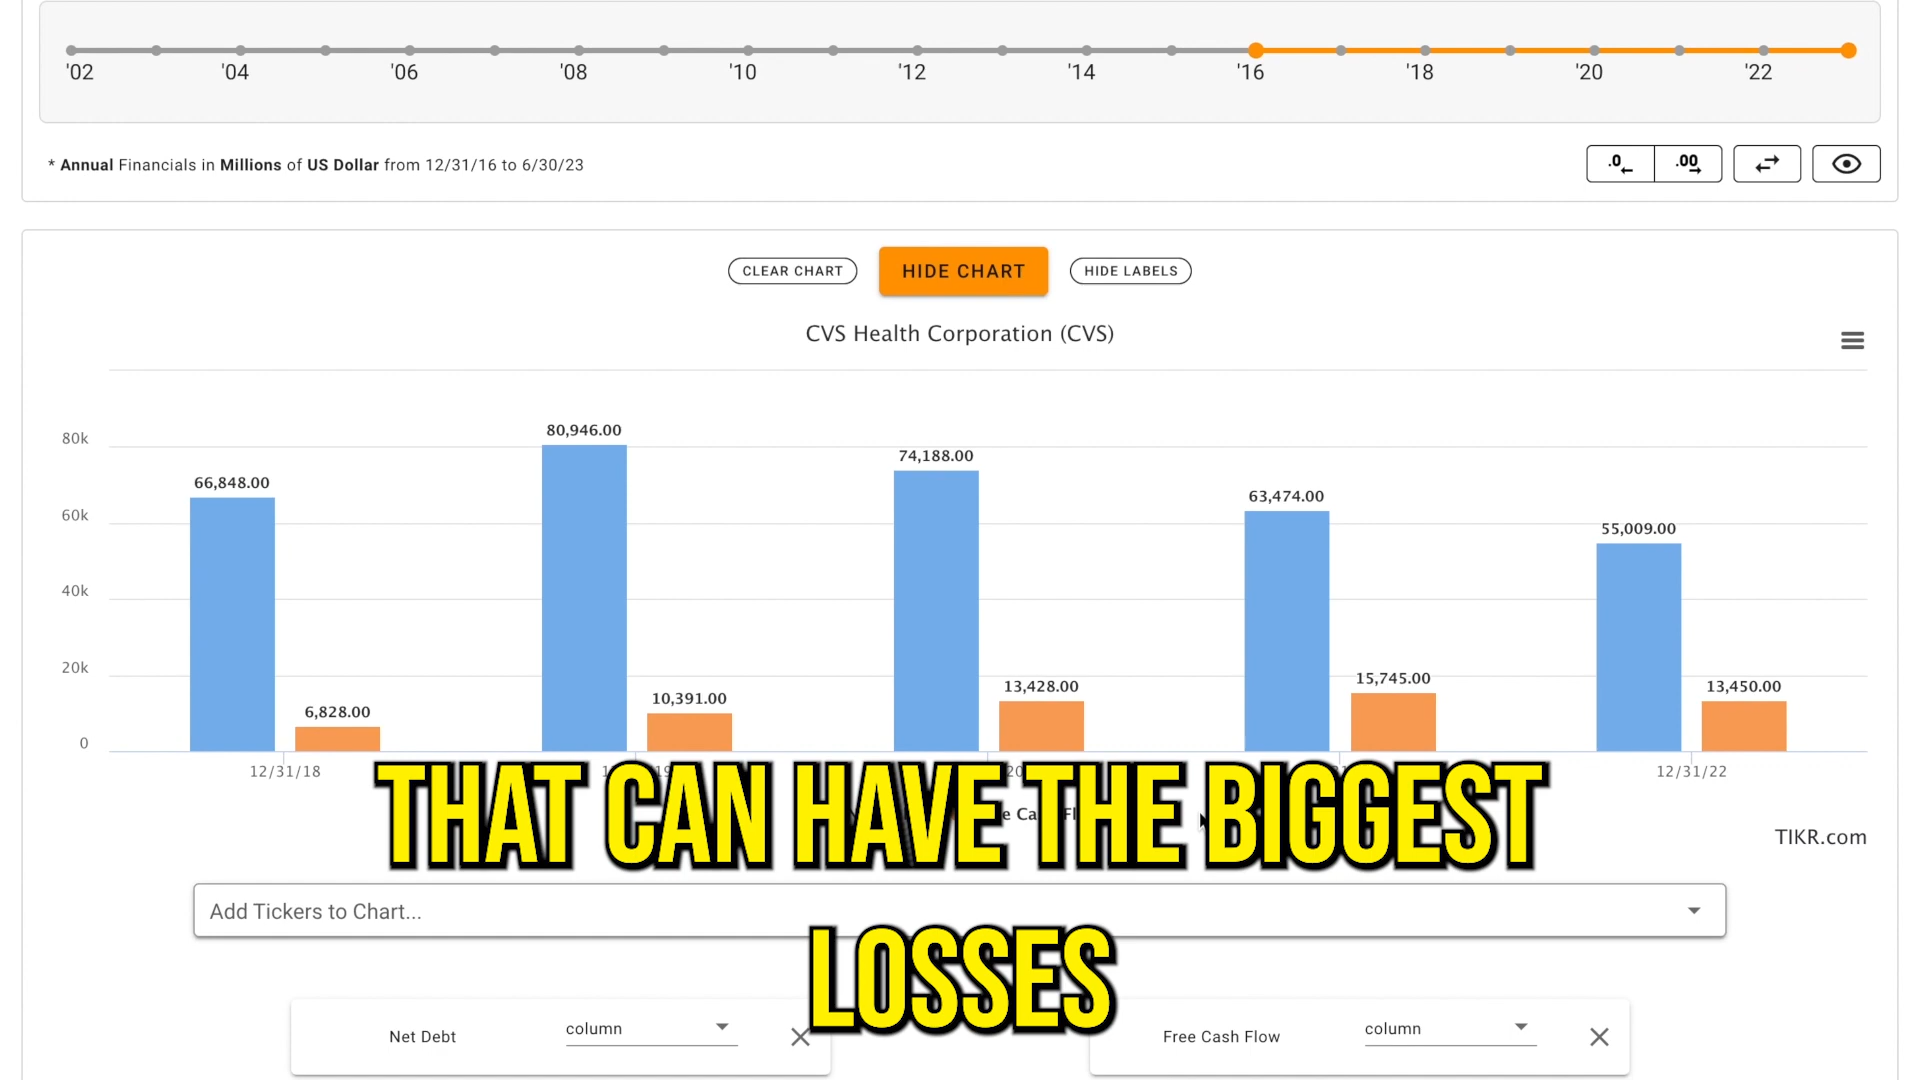 '02 '04 '06 '08 '10 '12 '14 '16 '18 '20 '22
* Annual Financials in Millions of US Dollar from 12/31/16 to 6/30/23
.0 .00
CLEAR CHART HIDE CHART HIDE LABELS
CVS Health Corporation (CVS)
80k
60k
40k
20k
0
66,848.00 6,828.00
80,946.00 10,391.00
74,188.00 13,428.00
63,474.00 15,745.00
55,009.00 13,450.00
12/31/18 12/31/22
THAT CAN HAVE THE BIGGEST
TIKR.com
Add Tickers to Chart...
LOSSES
Net Debt column Free Cash Flow column